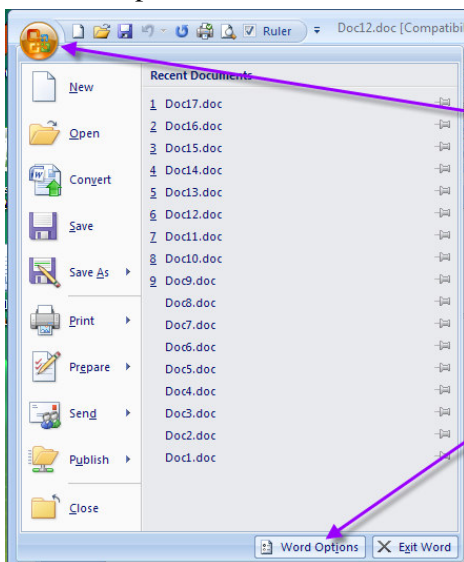 Ruler Doc12.doc [Compatibi
Recent Documents
New
Open
Convert
Save
Save As
Print
Prepare
Send
Publish
Close
1 Doc17.doc
2 Doc16.doc
3 Doc15.doc
4 Doc14.doc
5 Doc13.doc
6 Doc12.doc
7 Doc11.doc
8 Doc10.doc
9 Doc9.doc
Doc8.doc
Doc7.doc
Doc6.doc
Doc5.doc
Doc4.doc
Doc3.doc
Doc2.doc
Doc1.doc
Word Options Exit Word